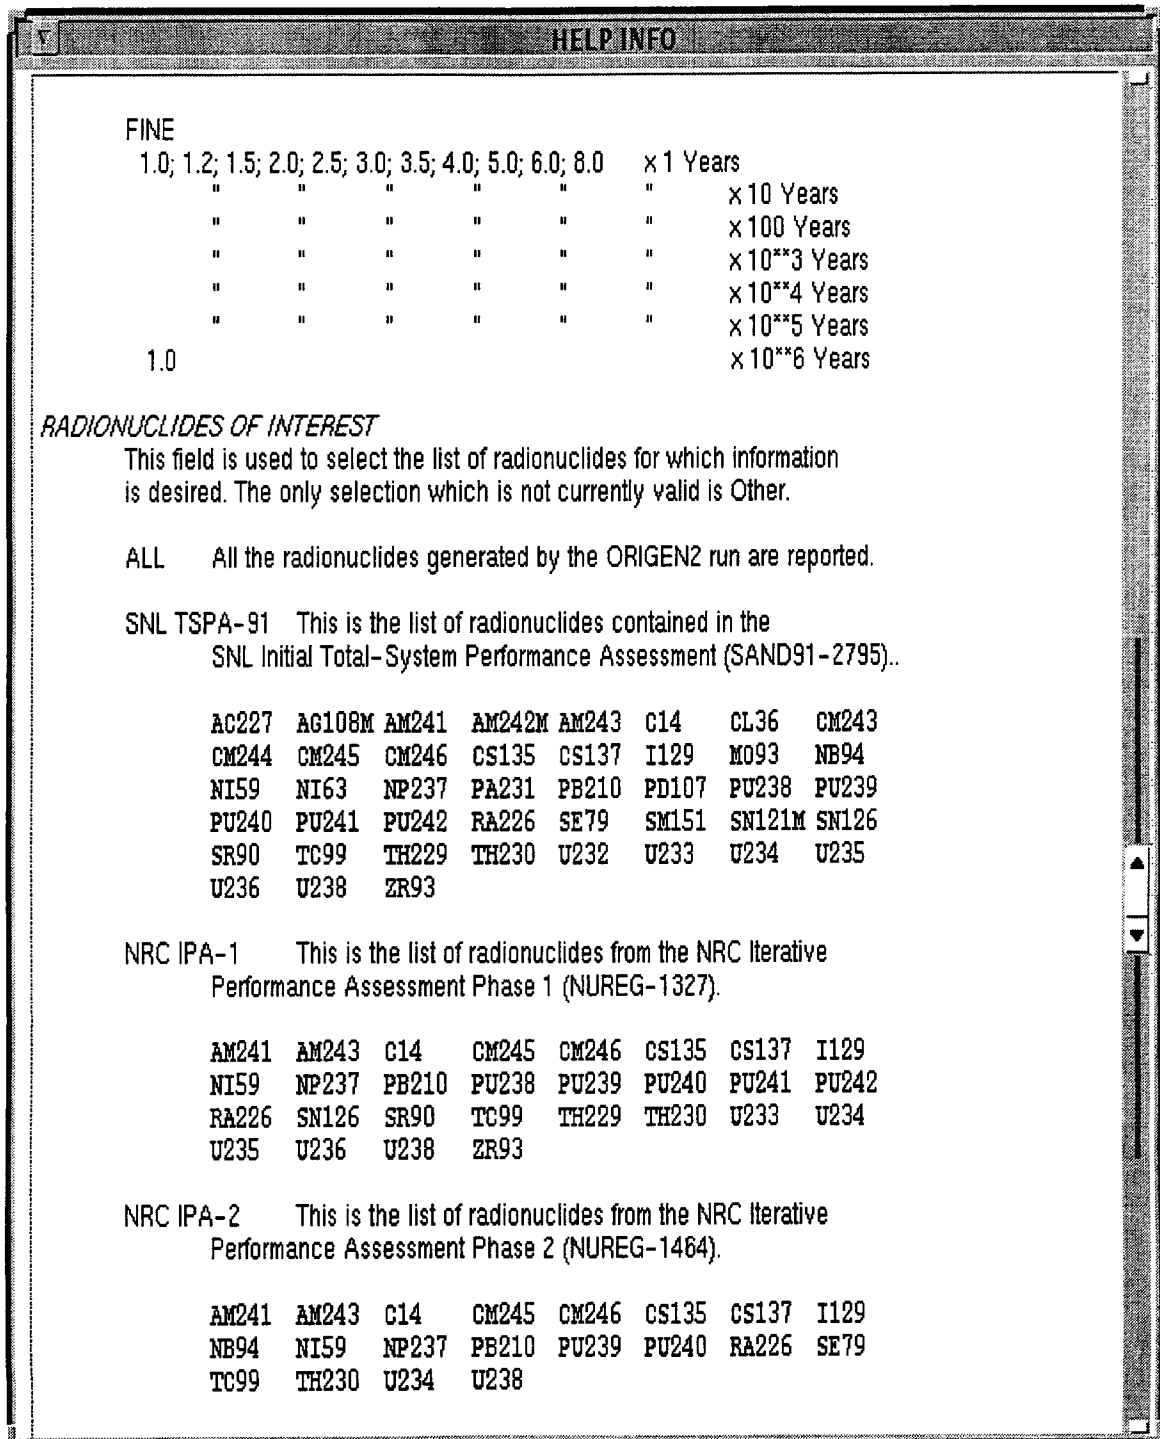 HELP INFO
FINE
1.0; 1.2; 1.5; 2.0; 2.5; 3.0; 3.5; 4.0; 5.0; 6.0; 8.0 x 1 Years
" " " " " " x 10 Years
" " " " " " x 100 Years
" " " " " " x 10**3 Years
" " " " " " x 10**4 Years
" " " " " " x 10**5 Years
1.0 x 10**6 Years
RADIONUCLIDES OF INTEREST
This field is used to select the list of radionuclides for which information
is desired. The only selection which is not currently valid is Other.
ALL All the radionuclides generated by the ORIGEN2 run are reported.
SNL TSPA-91 This is the list of radionuclides contained in the
SNL Initial Total-System Performance Assessment (SAND91-2795)..
AC227 AG108M AM241 AM242M AM243 C14 CL36 CM243
CM244 CM245 CM246 CS135 CS137 I129 MO93 NB94
NI59 NI63 NP237 PA231 PB210 PD107 PU238 PU239
PU240 PU241 PU242 RA226 SE79 SM151 SN121M SN126
SR90 TC99 TH229 TH230 U232 U233 U234 U235
U236 U238 ZR93
NRC IPA-1 This is the list of radionuclides from the NRC Iterative
Performance Assessment Phase 1 (NUREG-1327).
AM241 AM243 C14 CM245 CM246 CS135 CS137 I129
NI59 NP237 PB210 PU238 PU239 PU240 PU241 PU242
RA226 SN126 SR90 TC99 TH229 TH230 U233 U234
U235 U236 U238 ZR93
NRC IPA-2 This is the list of radionuclides from the NRC Iterative
Performance Assessment Phase 2 (NUREG-1464).
AM241 AM243 C14 CM245 CM246 CS135 CS137 I129
NB94 NI59 NP237 PB210 PU239 PU240 RA226 SE79
TC99 TH230 U234 U238